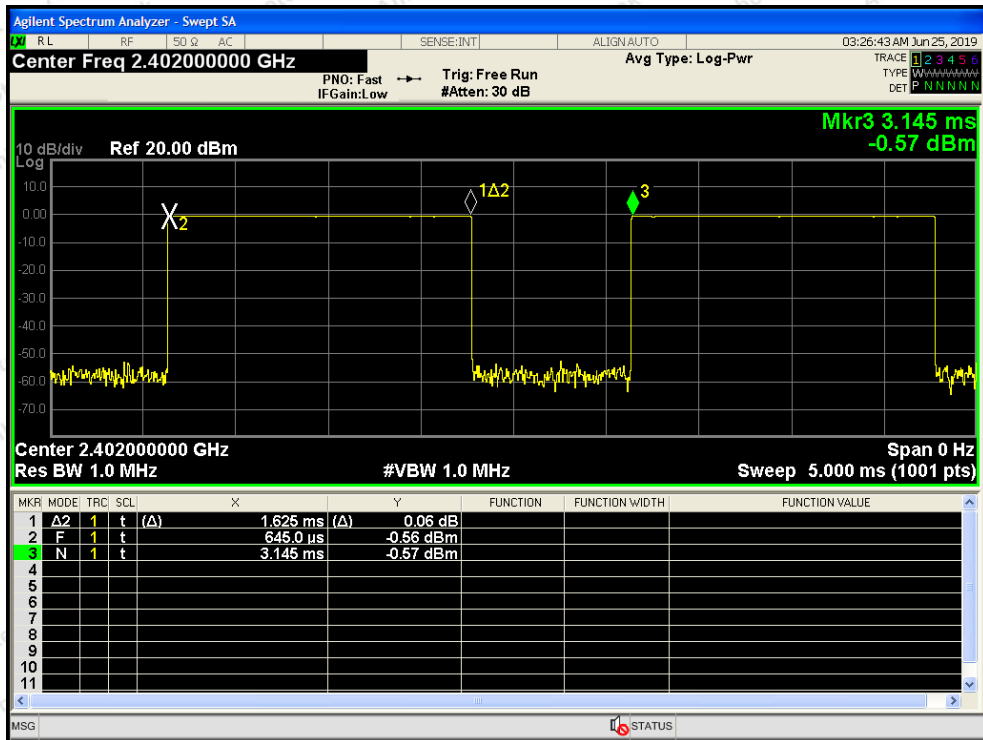 Agilent Spectrum Analyzer - Swept SA
LXI RL RF 50 Ω AC SENSE:INT ALIGNAUTO 03:26:43 AM Jun 25, 2019
Center Freq 2.402000000 GHz Avg Type: Log-Pwr TRACE 1 2 3 4 5 6
PNO: Fast Trig: Free Run TYPE WWWWWW
IFGain:Low #Atten: 30 dB DET P N N N N N
Mkr3 3.145 ms
10 dB/div Ref 20.00 dBm -0.57 dBm
Log
10.0
1Δ2 3
0.00
2
-10.0
-20.0
-30.0
-40.0
-50.0
-60.0
-70.0
Center 2.402000000 GHz Span 0 Hz
Res BW 1.0 MHz #VBW 1.0 MHz Sweep 5.000 ms (1001 pts)
MKR MODE TRC SCL X Y FUNCTION FUNCTION WIDTH FUNCTION VALUE
1 Δ2 1 t (Δ) 1.625 ms (Δ) 0.06 dB
2 F 1 t 645.0 µs -0.56 dBm
3 N 1 t 3.145 ms -0.57 dBm
4
5
6
7
8
9
10
11
MSG STATUS